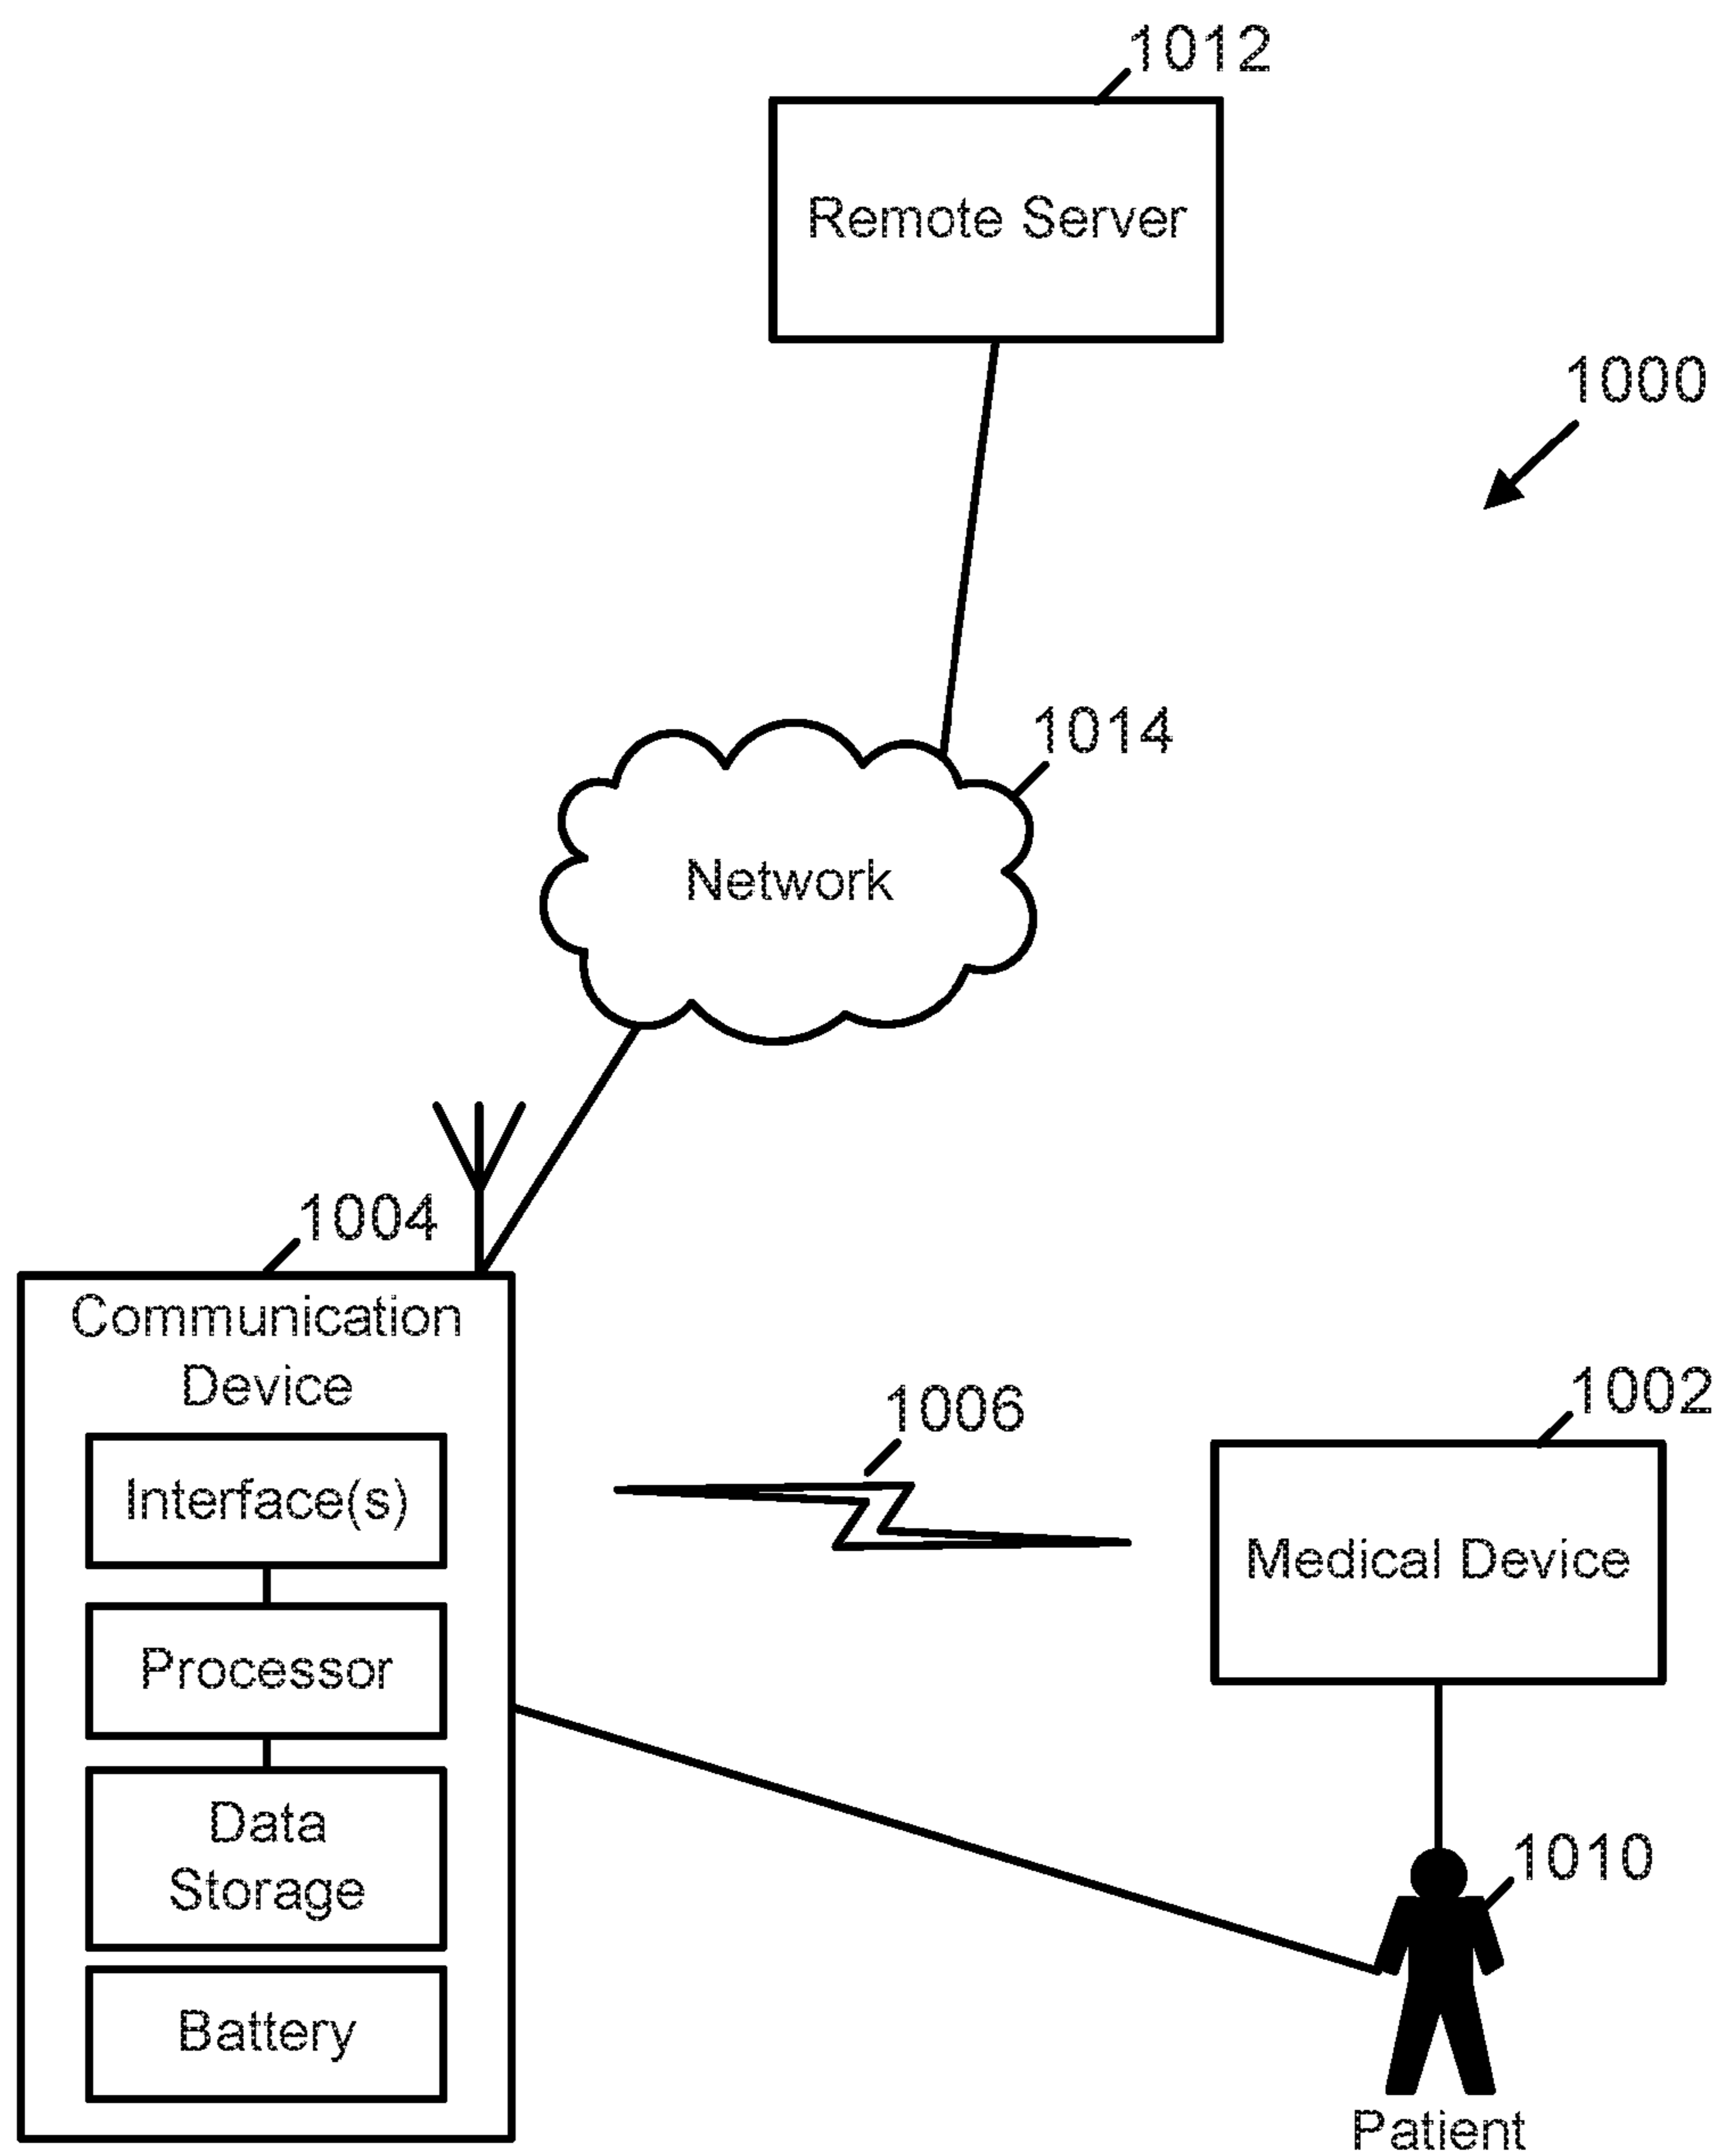 1012
Remote Server
1000
1014
Network
1004
Communication
Device
1006
1002
Interface(s)
Medical Device
Processor
Data
Storage
1010
Battery
Patient